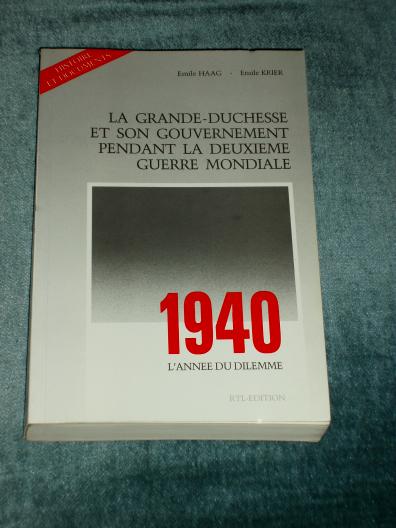 HISTOIRE
ET DOCUMENTS
Emile HAAG - Emile KRIER
LA GRANDE-DUCHESSE
ET SON GOUVERNEMENT
PENDANT LA DEUXIEME
GUERRE MONDIALE
1940
L'ANNEE DU DILEMME
RTL-EDITION